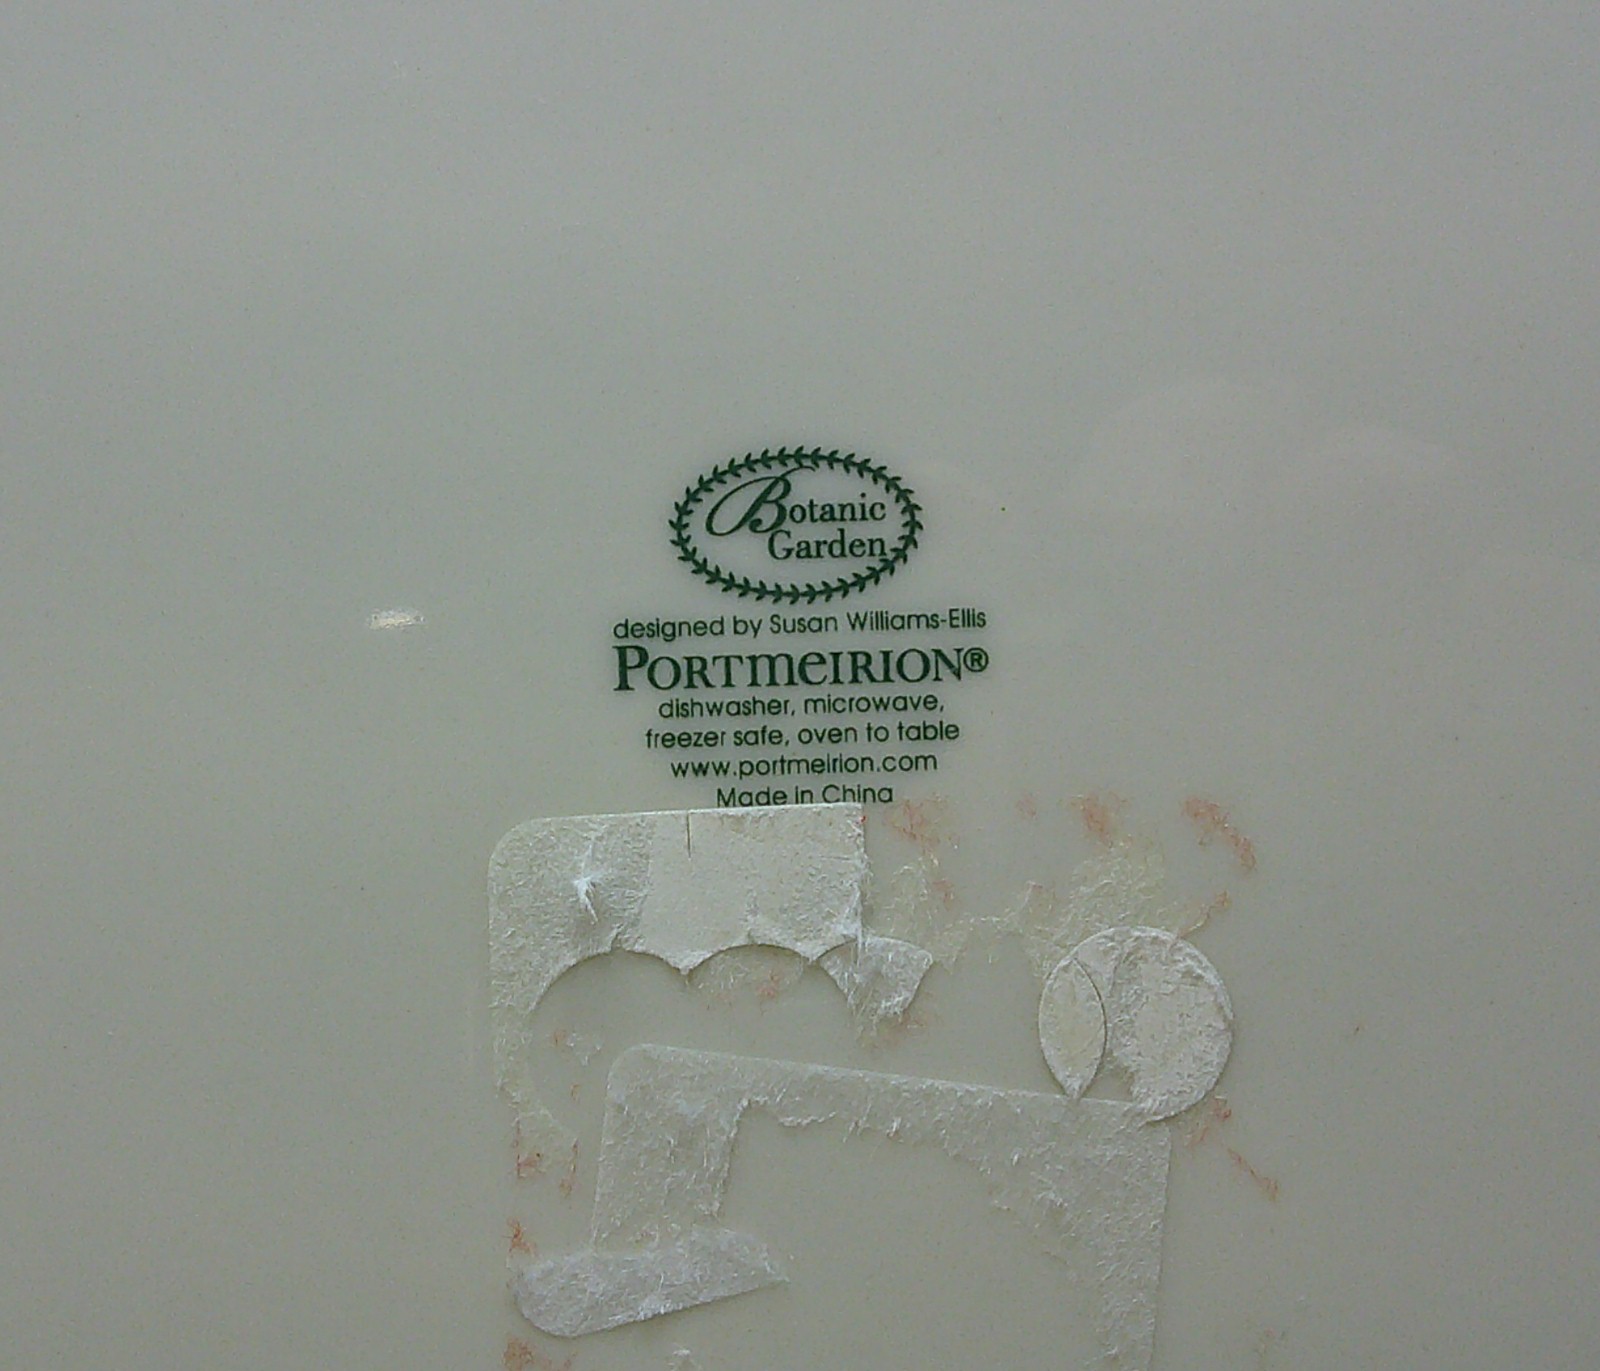 Botanic
Garden
designed by Susan Williams-Ellis
PORTMEIRION®
dishwasher, microwave,
freezer safe, oven to table
www.portmeirion.com
Made in China